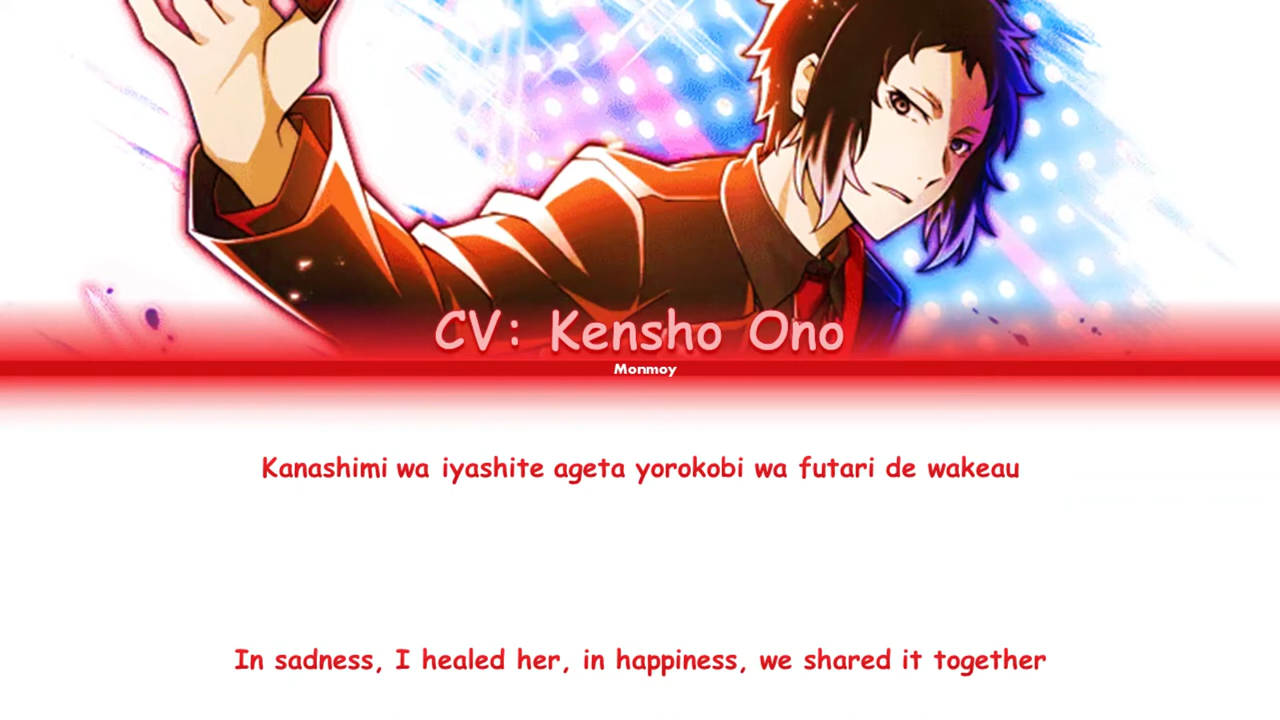 CV: Kensho Ono
Monmoy
Kanashimi wa iyashite ageta yorokobi wa futari de wakeau
In sadness, I healed her, in happiness, we shared it together